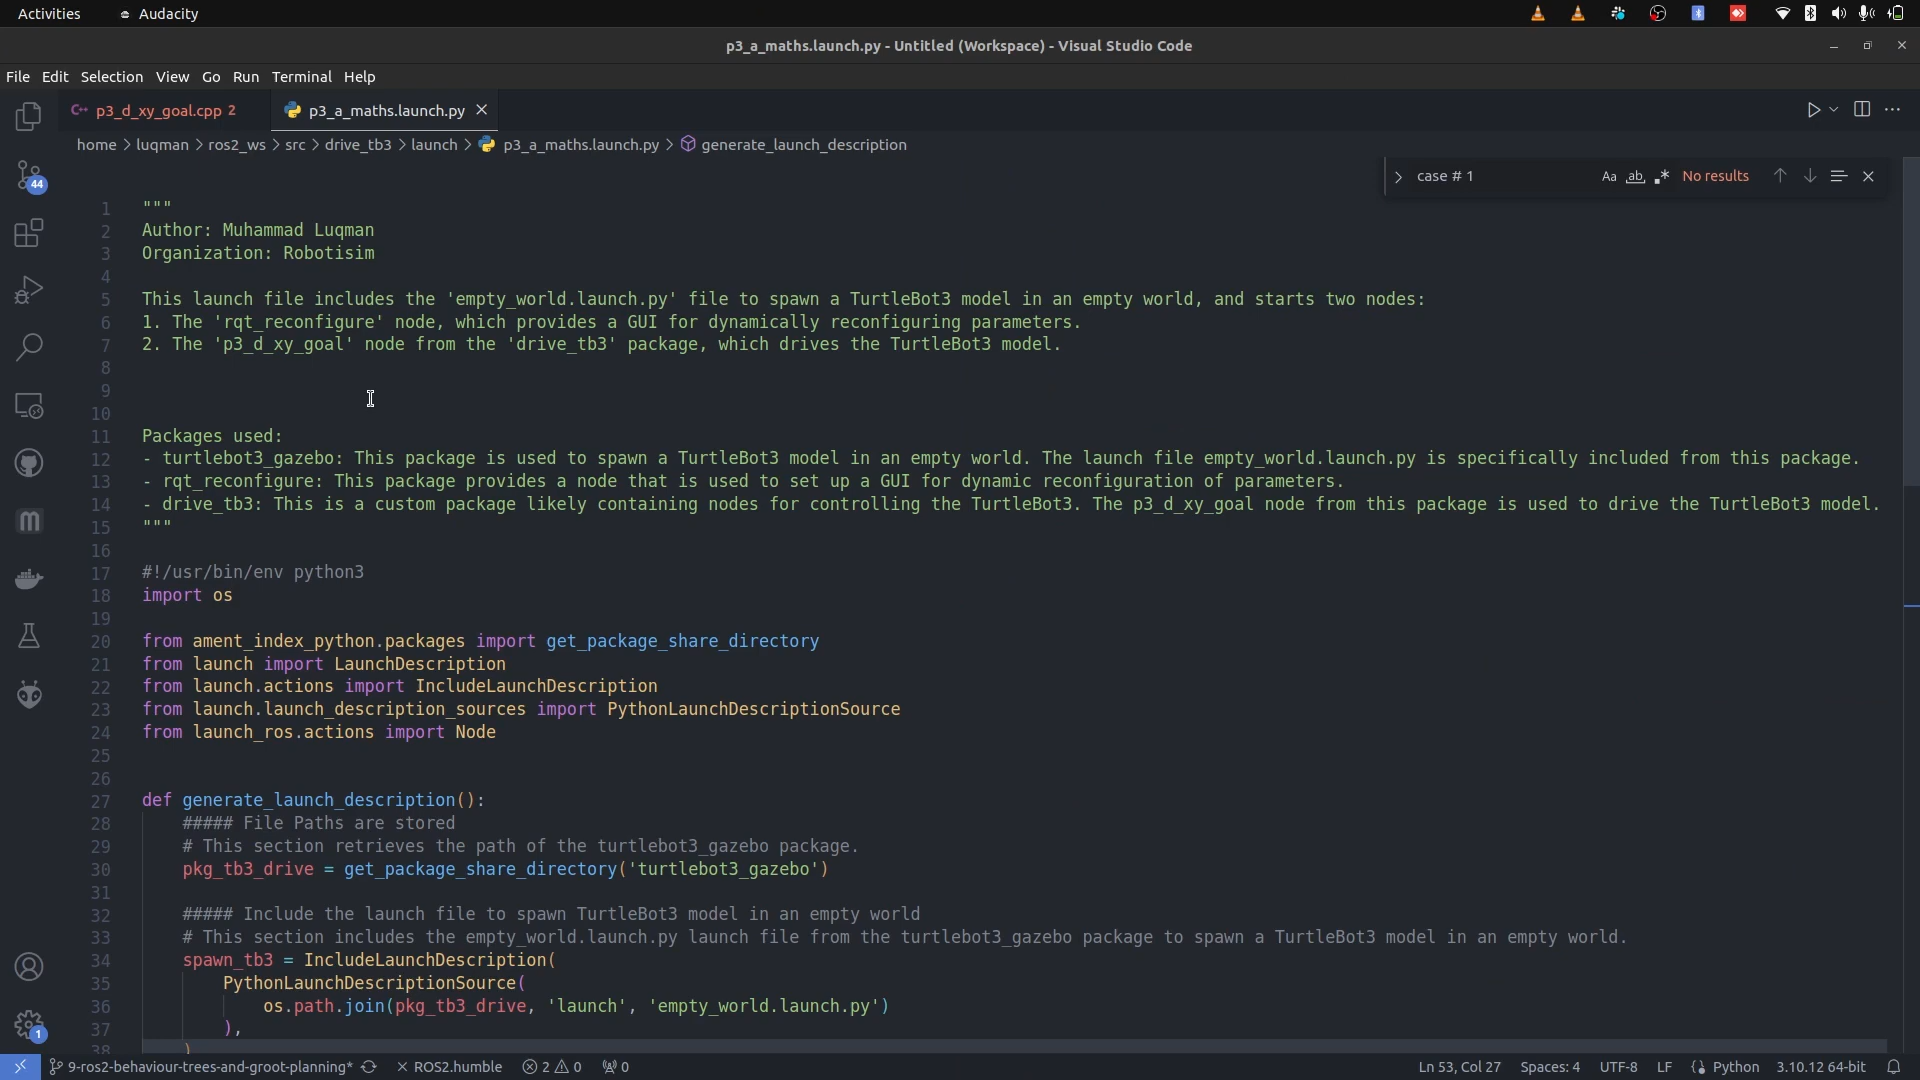 Activities Audacity
p3_a_maths.launch.py - Untitled (Workspace) - Visual Studio Code
File Edit Selection View Go Run Terminal Help
p3_d_xy_goal.cpp 2 p3_a_maths.launch.py
home > luqman > ros2_ws > src > drive_tb3 > launch > p3_a_maths.launch.py > generate_launch_description
case # 1 Aa ab .* No results
44
1 """
2 Author: Muhammad Luqman
3 Organization: Robotisim
4
5 This launch file includes the 'empty_world.launch.py' file to spawn a TurtleBot3 model in an empty world, and starts two nodes:
6 1. The 'rqt_reconfigure' node, which provides a GUI for dynamically reconfiguring parameters.
7 2. The 'p3_d_xy_goal' node from the 'drive_tb3' package, which drives the TurtleBot3 model.
8
9
10
11 Packages used:
12 - turtlebot3_gazebo: This package is used to spawn a TurtleBot3 model in an empty world. The launch file empty_world.launch.py is specifically included from this package.
13 - rqt_reconfigure: This package provides a node that is used to set up a GUI for dynamic reconfiguration of parameters.
14 - drive_tb3: This is a custom package likely containing nodes for controlling the TurtleBot3. The p3_d_xy_goal node from this package is used to drive the TurtleBot3 model.
15 """
16
17 #!/usr/bin/env python3
18 import os
19
20 from ament_index_python.packages import get_package_share_directory
21 from launch import LaunchDescription
22 from launch.actions import IncludeLaunchDescription
23 from launch.launch_description_sources import PythonLaunchDescriptionSource
24 from launch_ros.actions import Node
25
26
27 def generate_launch_description():
28 ##### File Paths are stored
29 # This section retrieves the path of the turtlebot3_gazebo package.
30 pkg_tb3_drive = get_package_share_directory('turtlebot3_gazebo')
31
32 ##### Include the launch file to spawn TurtleBot3 model in an empty world
33 # This section includes the empty_world.launch.py launch file from the turtlebot3_gazebo package to spawn a TurtleBot3 model in an empty world.
34 spawn_tb3 = IncludeLaunchDescription(
35 PythonLaunchDescriptionSource(
36 os.path.join(pkg_tb3_drive, 'launch', 'empty_world.launch.py')
37 ),
38 )
1
9-ros2-behaviour-trees-and-groot-planning* ROS2.humble 2 0 0 Ln 53, Col 27 Spaces: 4 UTF-8 LF Python 3.10.12 64-bit